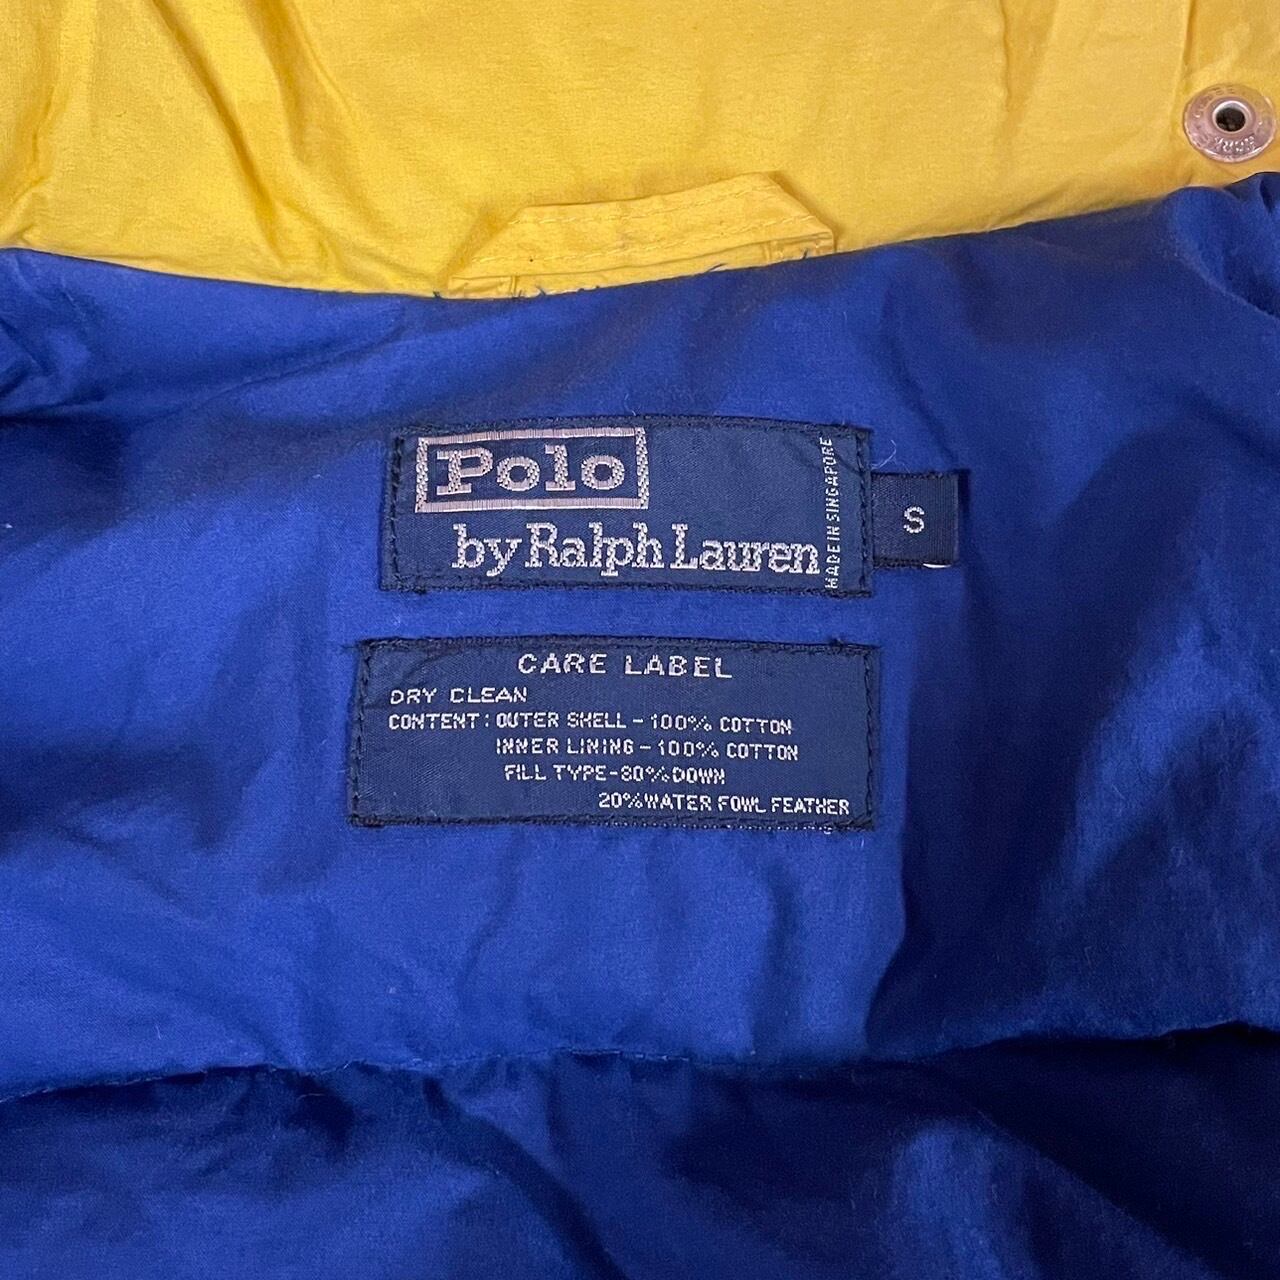 Polo
by Ralph Lauren
MADE IN SINGAPORE
S
CARE LABEL
DRY CLEAN
CONTENT: OUTER SHELL - 100% COTTON
INNER LINING - 100% COTTON
FILL TYPE - 80% DOWN
20% WATER FOWL FEATHER